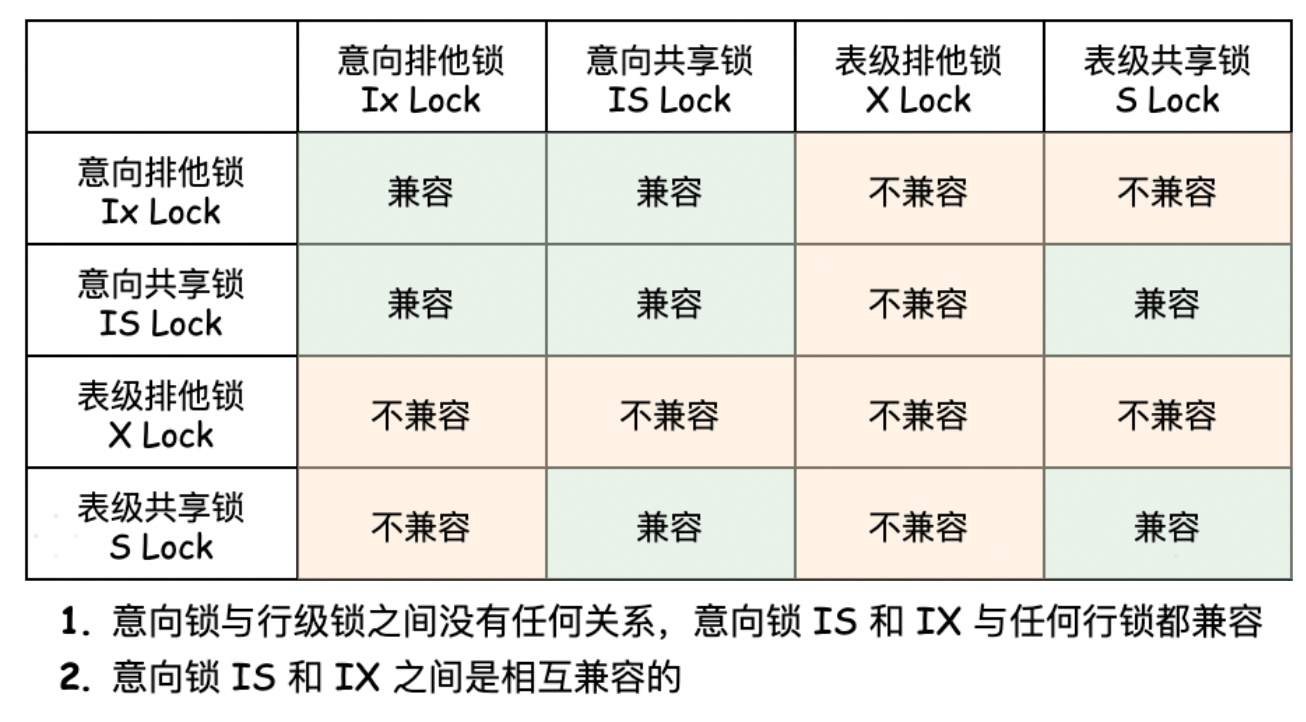 意向排他锁 意向共享锁 表级排他锁 表级共享锁
Ix Lock IS Lock X Lock S Lock
意向排他锁
Ix Lock
兼容 兼容 不兼容 不兼容
意向共享锁
IS Lock
兼容 兼容 不兼容 兼容
表级排他锁
X Lock
不兼容 不兼容 不兼容 不兼容
表级共享锁
S Lock
不兼容 兼容 不兼容 兼容
1. 意向锁与行级锁之间没有任何关系，意向锁 IS 和 IX 与任何行锁都兼容
2. 意向锁 IS 和 IX 之间是相互兼容的